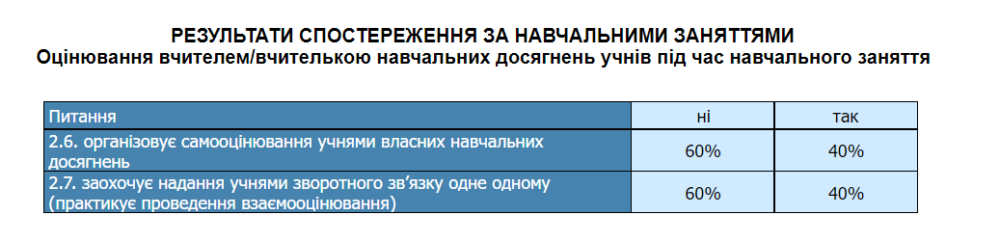 РЕЗУЛЬТАТИ СПОСТЕРЕЖЕННЯ ЗА НАВЧАЛЬНИМИ ЗАНЯТТЯМИ
Оцінювання вчителем/вчителькою навчальних досягнень учнів під час навчального заняття
Питання ні так
2.6. організовує самооцінювання учнями власних навчальних
досягнень 60% 40%
2.7. заохочує надання учнями зворотного зв’язку одне одному
(практикує проведення взаємооцінювання) 60% 40%